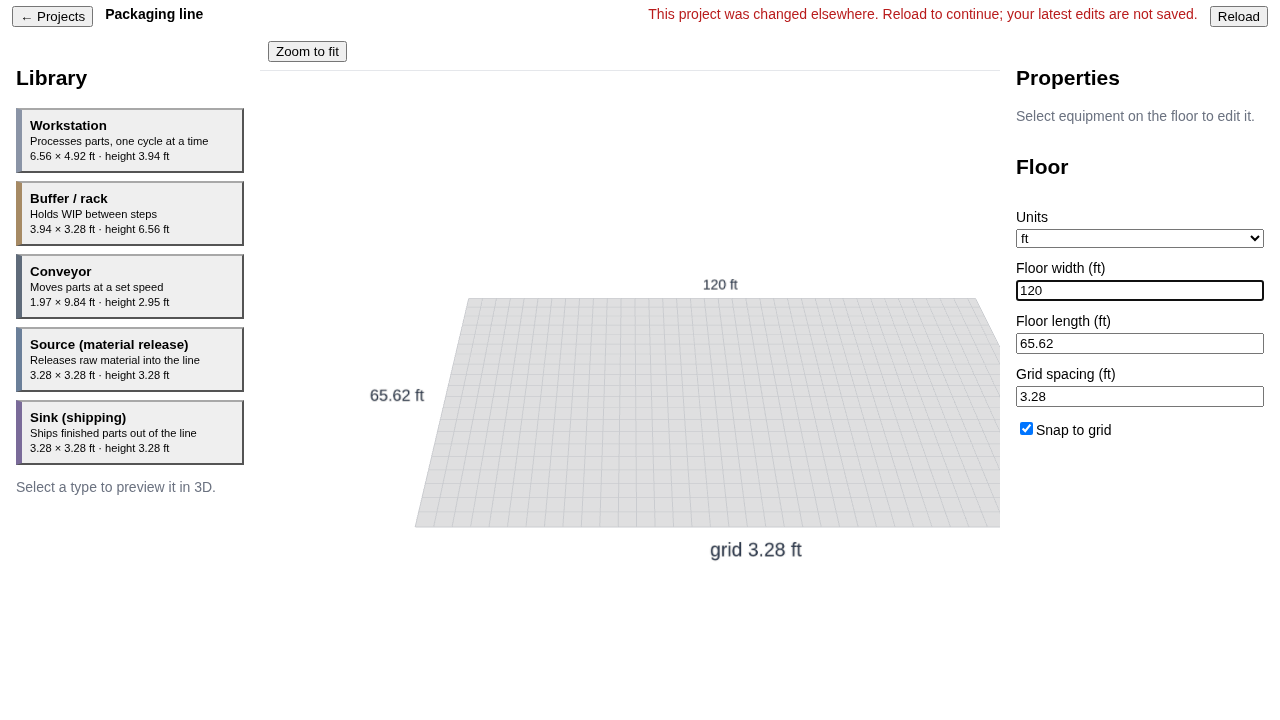 ← Projects
Packaging line
This project was changed elsewhere. Reload to continue; your latest edits are not saved.
Reload
Zoom to fit
Library
Workstation
Processes parts, one cycle at a time
6.56 × 4.92 ft · height 3.94 ft
Buffer / rack
Holds WIP between steps
3.94 × 3.28 ft · height 6.56 ft
Conveyor
Moves parts at a set speed
1.97 × 9.84 ft · height 2.95 ft
Source (material release)
Releases raw material into the line
3.28 × 3.28 ft · height 3.28 ft
Sink (shipping)
Ships finished parts out of the line
3.28 × 3.28 ft · height 3.28 ft
Select a type to preview it in 3D.
120 ft
65.62 ft
grid 3.28 ft
Properties
Select equipment on the floor to edit it.
Floor
Units
ft
Floor width (ft)
120
Floor length (ft)
65.62
Grid spacing (ft)
3.28
Snap to grid